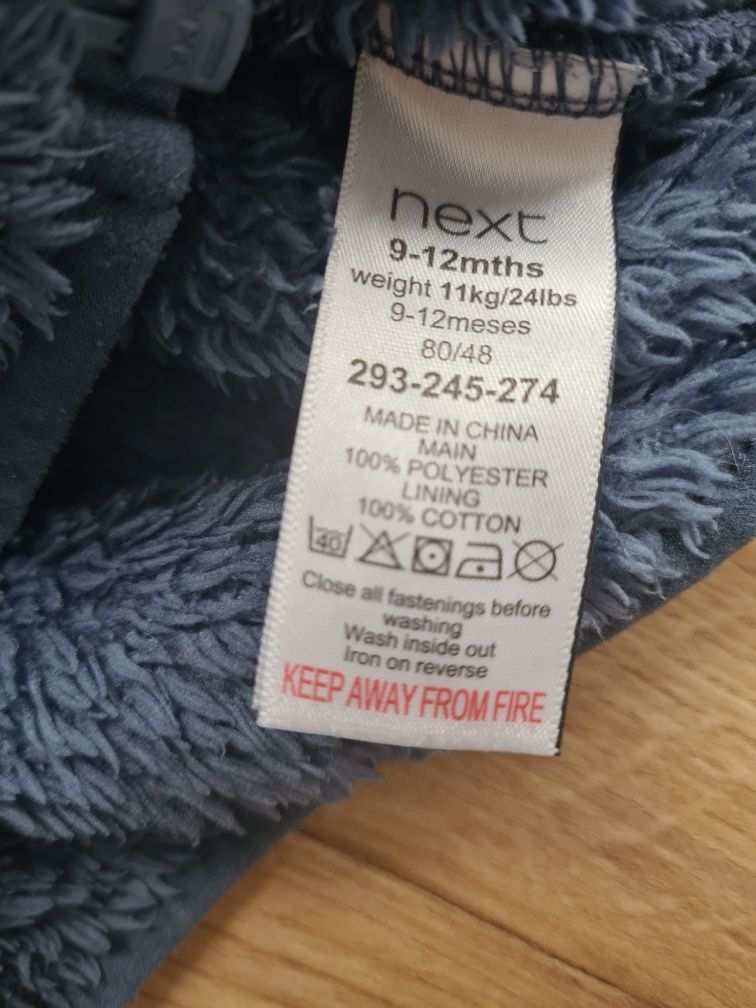 YKK
next
9-12mths
weight 11kg/24lbs
9-12meses
80/48
293-245-274
MADE IN CHINA
MAIN
100% POLYESTER
LINING
100% COTTON
40
Close all fastenings before
washing
Wash inside out
Iron on reverse
KEEP AWAY FROM FIRE